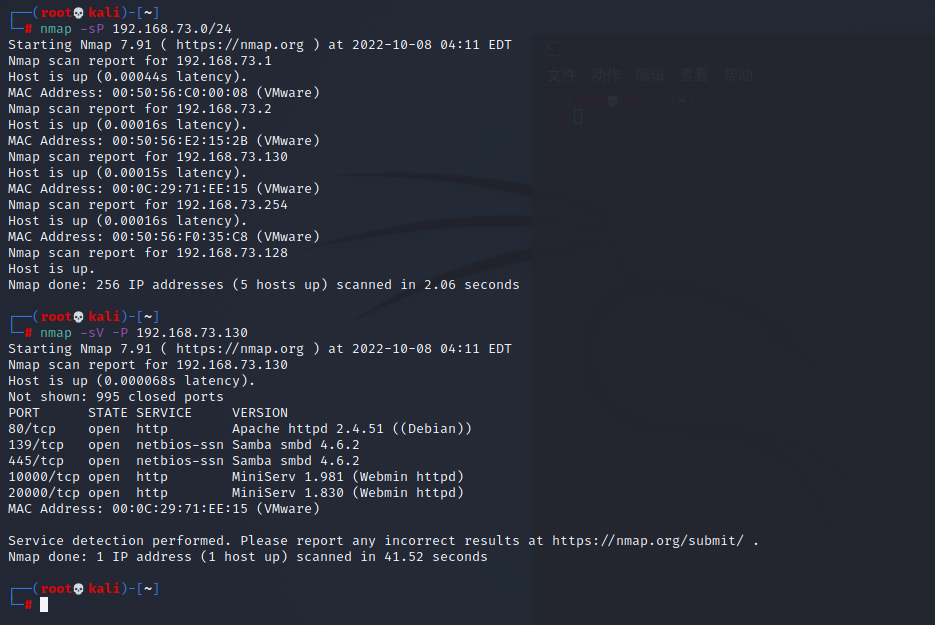 ┌──(root💀kali)-[~]
└─# nmap -sP 192.168.73.0/24
Starting Nmap 7.91 ( https://nmap.org ) at 2022-10-08 04:11 EDT
Nmap scan report for 192.168.73.1
Host is up (0.00044s latency).
MAC Address: 00:50:56:C0:00:08 (VMware)
Nmap scan report for 192.168.73.2
Host is up (0.00016s latency).
MAC Address: 00:50:56:E2:15:2B (VMware)
Nmap scan report for 192.168.73.130
Host is up (0.00015s latency).
MAC Address: 00:0C:29:71:EE:15 (VMware)
Nmap scan report for 192.168.73.254
Host is up (0.00016s latency).
MAC Address: 00:50:56:F0:35:C8 (VMware)
Nmap scan report for 192.168.73.128
Host is up.
Nmap done: 256 IP addresses (5 hosts up) scanned in 2.06 seconds
┌──(root💀kali)-[~]
└─# nmap -sV -P 192.168.73.130
Starting Nmap 7.91 ( https://nmap.org ) at 2022-10-08 04:11 EDT
Nmap scan report for 192.168.73.130
Host is up (0.000068s latency).
Not shown: 995 closed ports
PORT      STATE SERVICE     VERSION
80/tcp    open  http        Apache httpd 2.4.51 ((Debian))
139/tcp   open  netbios-ssn Samba smbd 4.6.2
445/tcp   open  netbios-ssn Samba smbd 4.6.2
10000/tcp open  http        MiniServ 1.981 (Webmin httpd)
20000/tcp open  http        MiniServ 1.830 (Webmin httpd)
MAC Address: 00:0C:29:71:EE:15 (VMware)
Service detection performed. Please report any incorrect results at https://nmap.org/submit/ .
Nmap done: 1 IP address (1 host up) scanned in 41.52 seconds
┌──(root💀kali)-[~]
└─#
文件 动作 编辑 查看 帮助